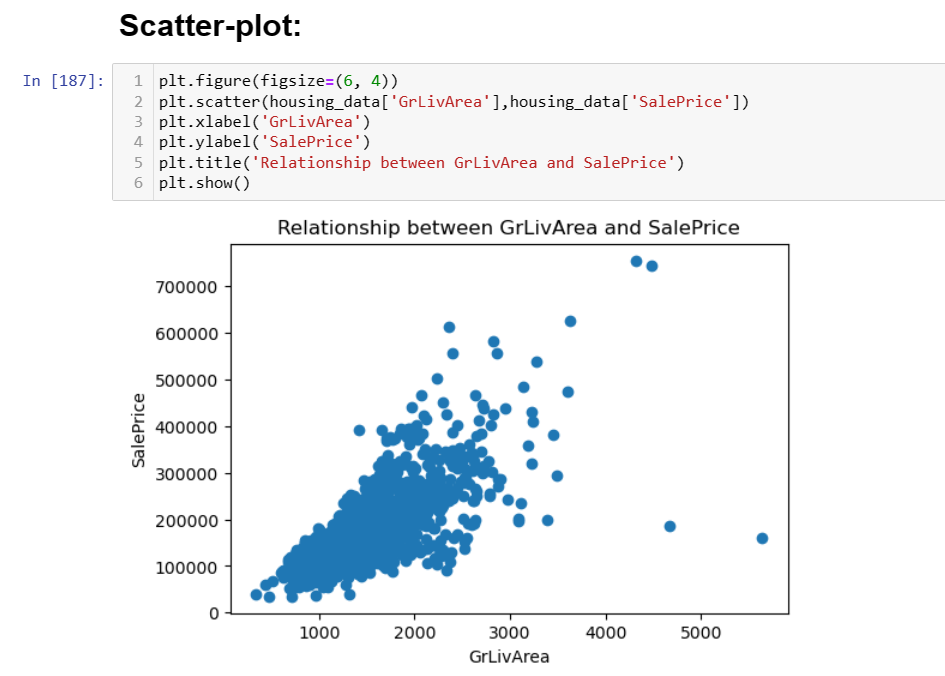 Scatter-plot:
In [187]:
1 plt.figure(figsize=(6, 4))
2 plt.scatter(housing_data['GrLivArea'],housing_data['SalePrice'])
3 plt.xlabel('GrLivArea')
4 plt.ylabel('SalePrice')
5 plt.title('Relationship between GrLivArea and SalePrice')
6 plt.show()
Relationship between GrLivArea and SalePrice
SalePrice
700000
600000
500000
400000
300000
200000
100000
0
1000 2000 3000 4000 5000
GrLivArea